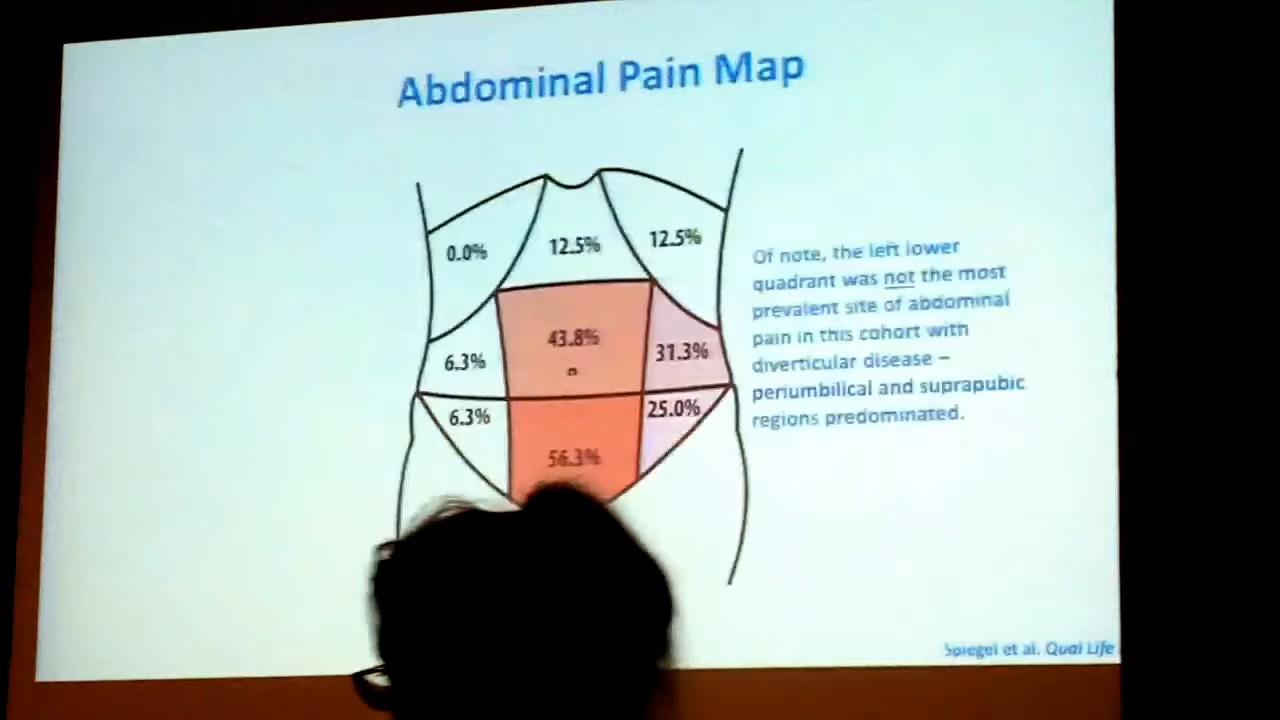 Abdominal Pain Map
0.0%
12.5%
12.5%
43.8%
6.3%
31.3%
6.3%
25.0%
56.3%
Of note, the left lower
quadrant was not the most
prevalent site of abdominal
pain in this cohort with
diverticular disease –
periumbilical and suprapubic
regions predominated.
Spiegel et al. Qual Life